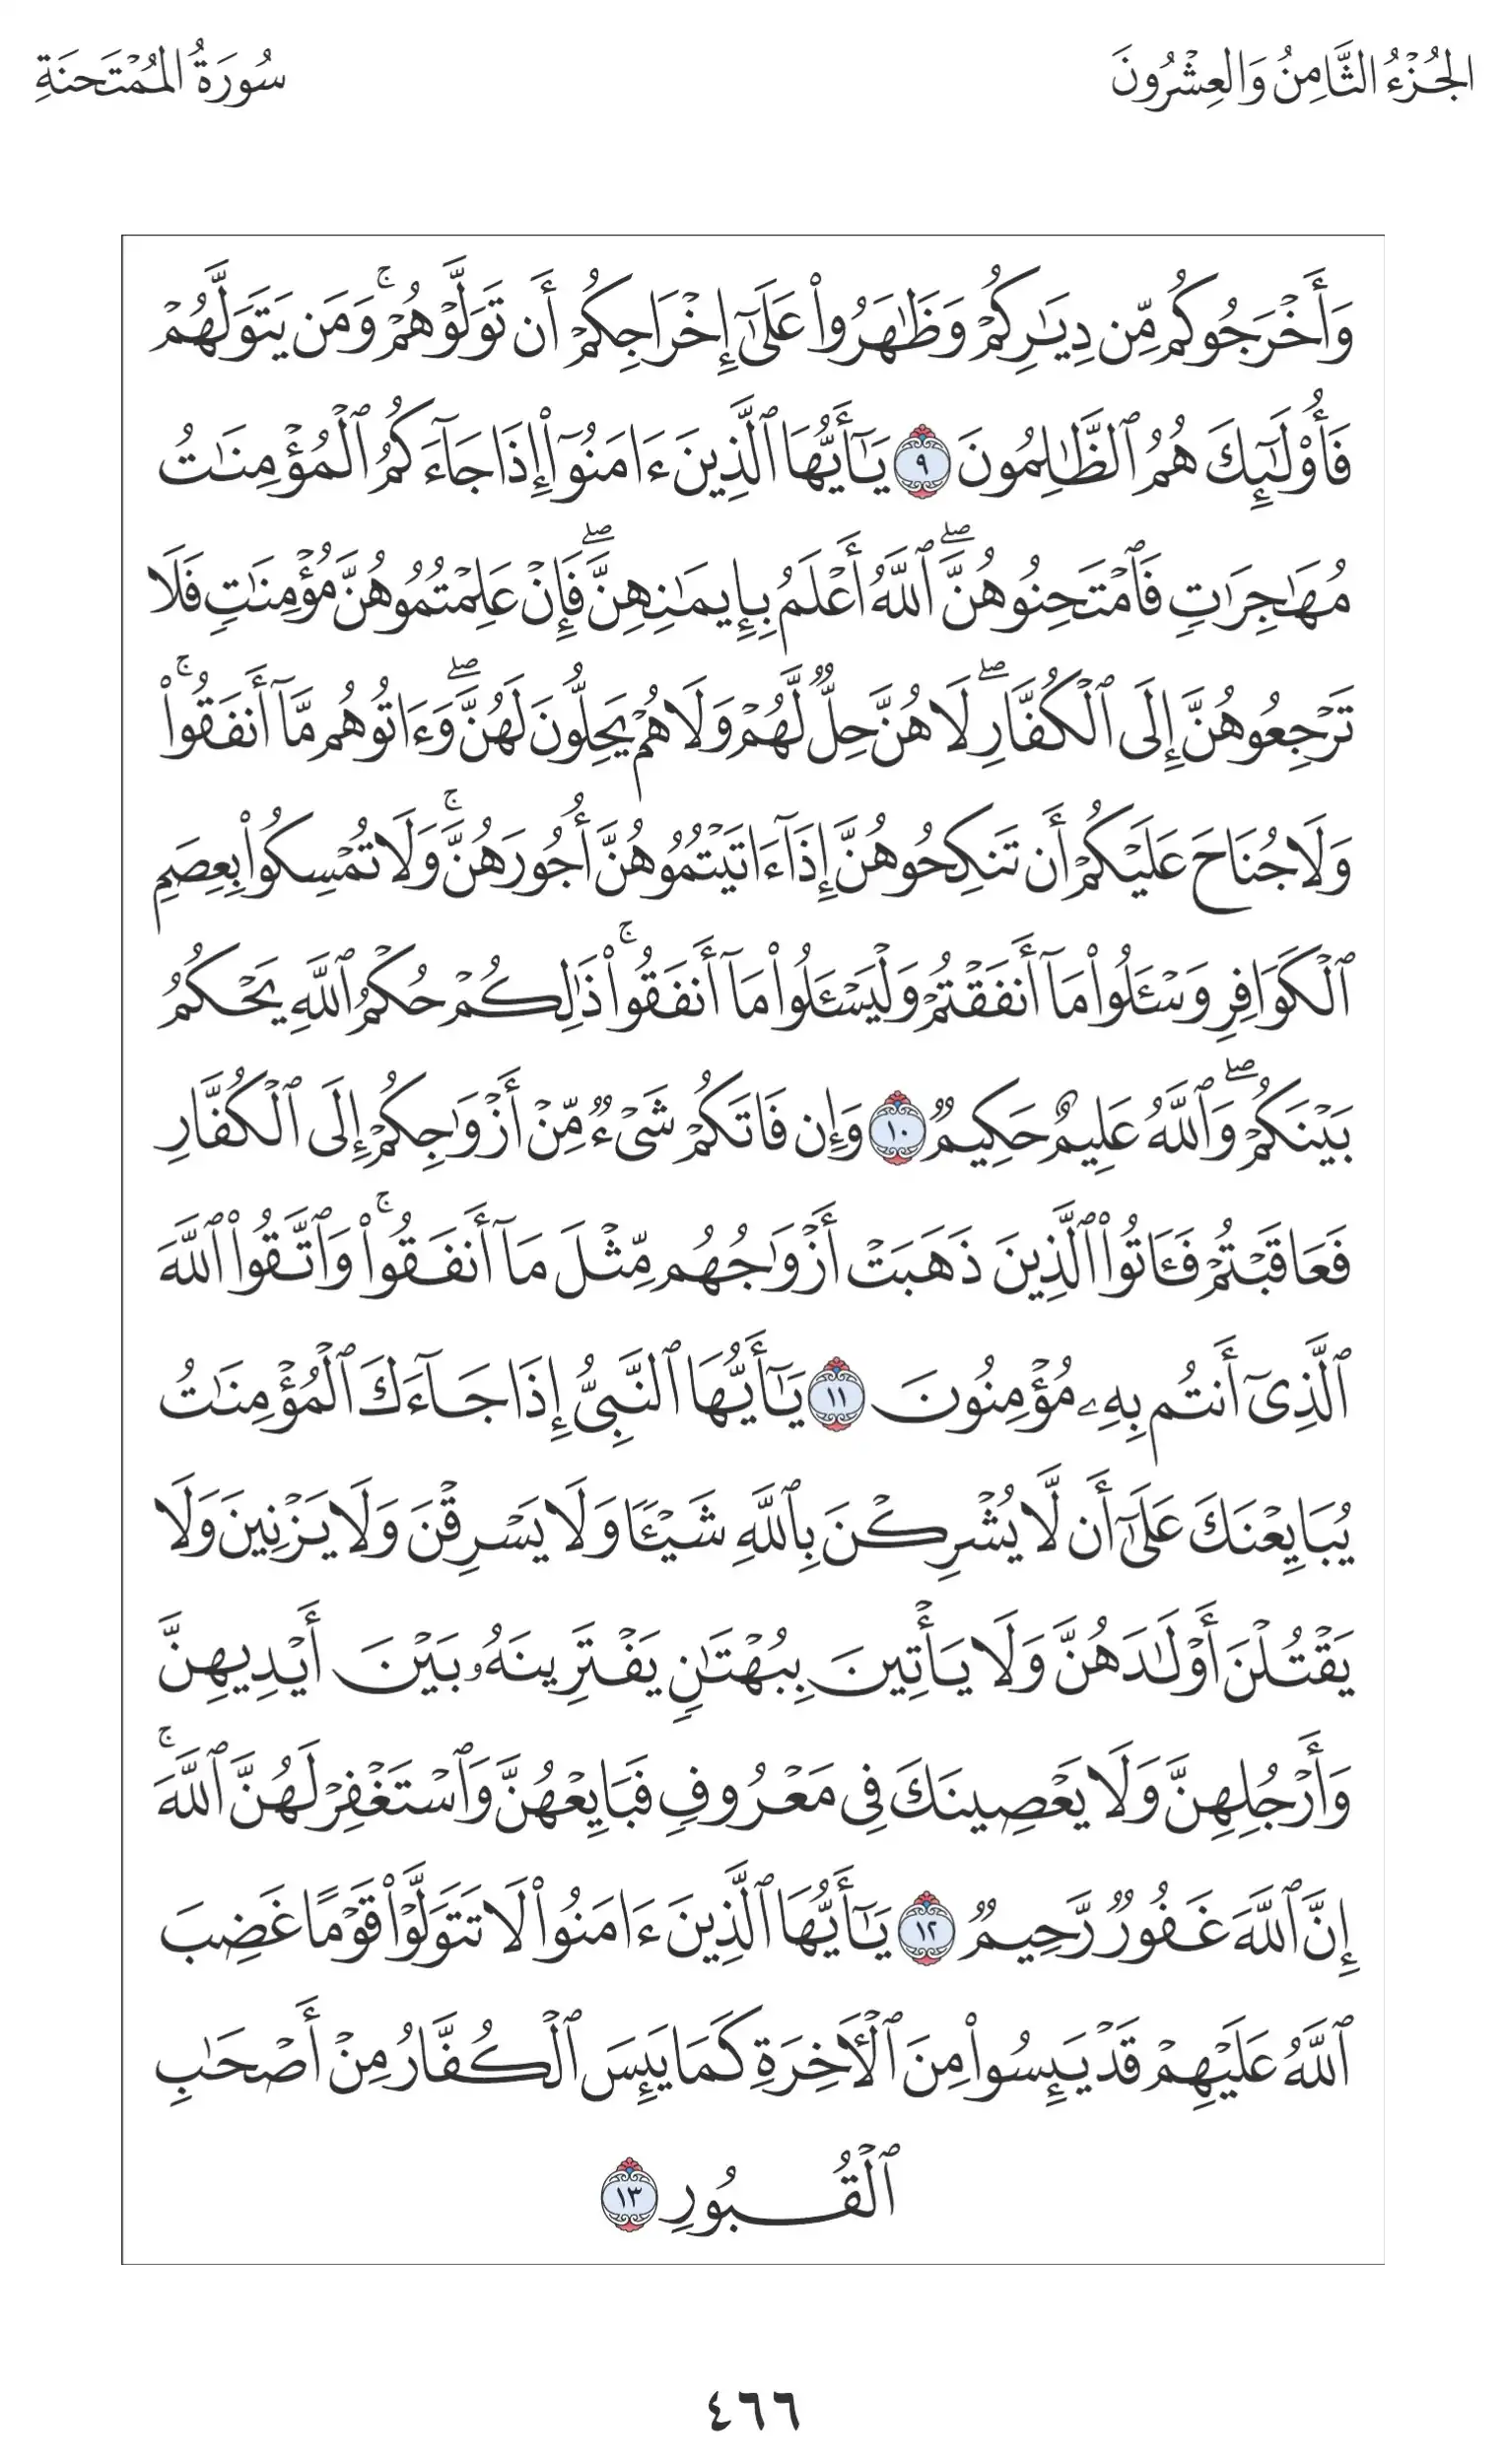 الجُزْءُ الثَّامِنُ وَالعِشْرُونَ
سُورَةُ المُمْتَحنَةِ
وَأَخْرَجُوكُم مِّن دِيَٰرِكُمْ وَظَٰهَرُوا۟ عَلَىٰٓ إِخْرَاجِكُمْ أَن تَوَلَّوْهُمْ ۚ وَمَن يَتَوَلَّهُمْ
فَأُو۟لَٰٓئِكَ هُمُ ٱلظَّٰلِمُونَ ٩ يَٰٓأَيُّهَا ٱلَّذِينَ ءَامَنُوٓا۟ إِذَا جَآءَكُمُ ٱلْمُؤْمِنَٰتُ
مُهَٰجِرَٰتٍ فَٱمْتَحِنُوهُنَّ ۖ ٱللَّهُ أَعْلَمُ بِإِيمَٰنِهِنَّ ۖ فَإِنْ عَلِمْتُمُوهُنَّ مُؤْمِنَٰتٍ فَلَا
تَرْجِعُوهُنَّ إِلَى ٱلْكُفَّارِ ۖ لَا هُنَّ حِلٌّ لَّهُمْ وَلَا هُمْ يَحِلُّونَ لَهُنَّ ۖ وَءَاتُوهُم مَّآ أَنفَقُوا۟ ۚ
وَلَا جُنَاحَ عَلَيْكُمْ أَن تَنكِحُوهُنَّ إِذَآ ءَاتَيْتُمُوهُنَّ أُجُورَهُنَّ ۚ وَلَا تُمْسِكُوا۟ بِعِصَمِ
ٱلْكَوَافِرِ وَسْـَٔلُوا۟ مَآ أَنفَقْتُمْ وَلْيَسْـَٔلُوا۟ مَآ أَنفَقُوا۟ ۚ ذَٰلِكُمْ حُكْمُ ٱللَّهِ يَحْكُمُ
بَيْنَكُمْ ۖ وَٱللَّهُ عَلِيمٌ حَكِيمٌ ١٠ وَإِن فَاتَكُمْ شَىْءٌ مِّنْ أَزْوَٰجِكُمْ إِلَى ٱلْكُفَّارِ
فَعَاقَبْتُمْ فَـَٔاتُوا۟ ٱلَّذِينَ ذَهَبَتْ أَزْوَٰجُهُم مِّثْلَ مَآ أَنفَقُوا۟ ۚ وَٱتَّقُوا۟ ٱللَّهَ
ٱلَّذِىٓ أَنتُم بِهِۦ مُؤْمِنُونَ ١١ يَٰٓأَيُّهَا ٱلنَّبِىُّ إِذَا جَآءَكَ ٱلْمُؤْمِنَٰتُ
يُبَايِعْنَكَ عَلَىٰٓ أَن لَّا يُشْرِكْنَ بِٱللَّهِ شَيْـًٔا وَلَا يَسْرِقْنَ وَلَا يَزْنِينَ وَلَا
يَقْتُلْنَ أَوْلَٰدَهُنَّ وَلَا يَأْتِينَ بِبُهْتَٰنٍ يَفْتَرِينَهُۥ بَيْنَ أَيْدِيهِنَّ
وَأَرْجُلِهِنَّ وَلَا يَعْصِينَكَ فِى مَعْرُوفٍ فَبَايِعْهُنَّ وَٱسْتَغْفِرْ لَهُنَّ ٱللَّهَ ۚ
إِنَّ ٱللَّهَ غَفُورٌ رَّحِيمٌ ١٢ يَٰٓأَيُّهَا ٱلَّذِينَ ءَامَنُوا۟ لَا تَتَوَلَّوْا۟ قَوْمًا غَضِبَ
ٱللَّهُ عَلَيْهِمْ قَدْ يَئِسُوا۟ مِنَ ٱلْـَٔاخِرَةِ كَمَا يَئِسَ ٱلْكُفَّارُ مِنْ أَصْحَٰبِ
ٱلْقُبُورِ ١٣
٤٦٦